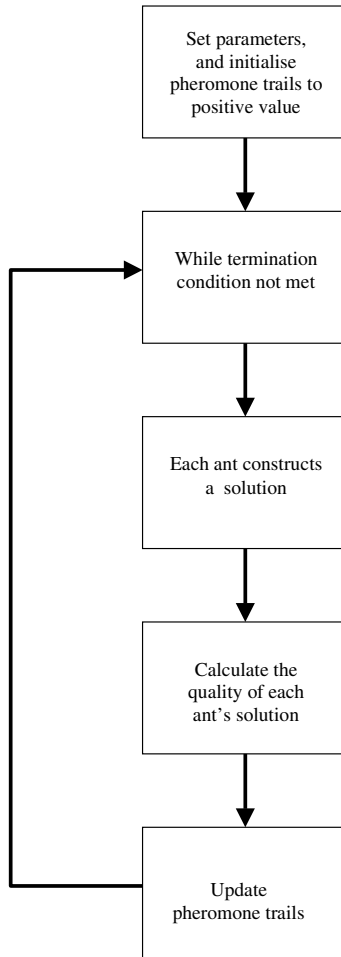 Set parameters,
and initialise
pheromone trails to
positive value
While termination
condition not met
Each ant constructs
a solution
Calculate the
quality of each
ant's solution
Update
pheromone trails